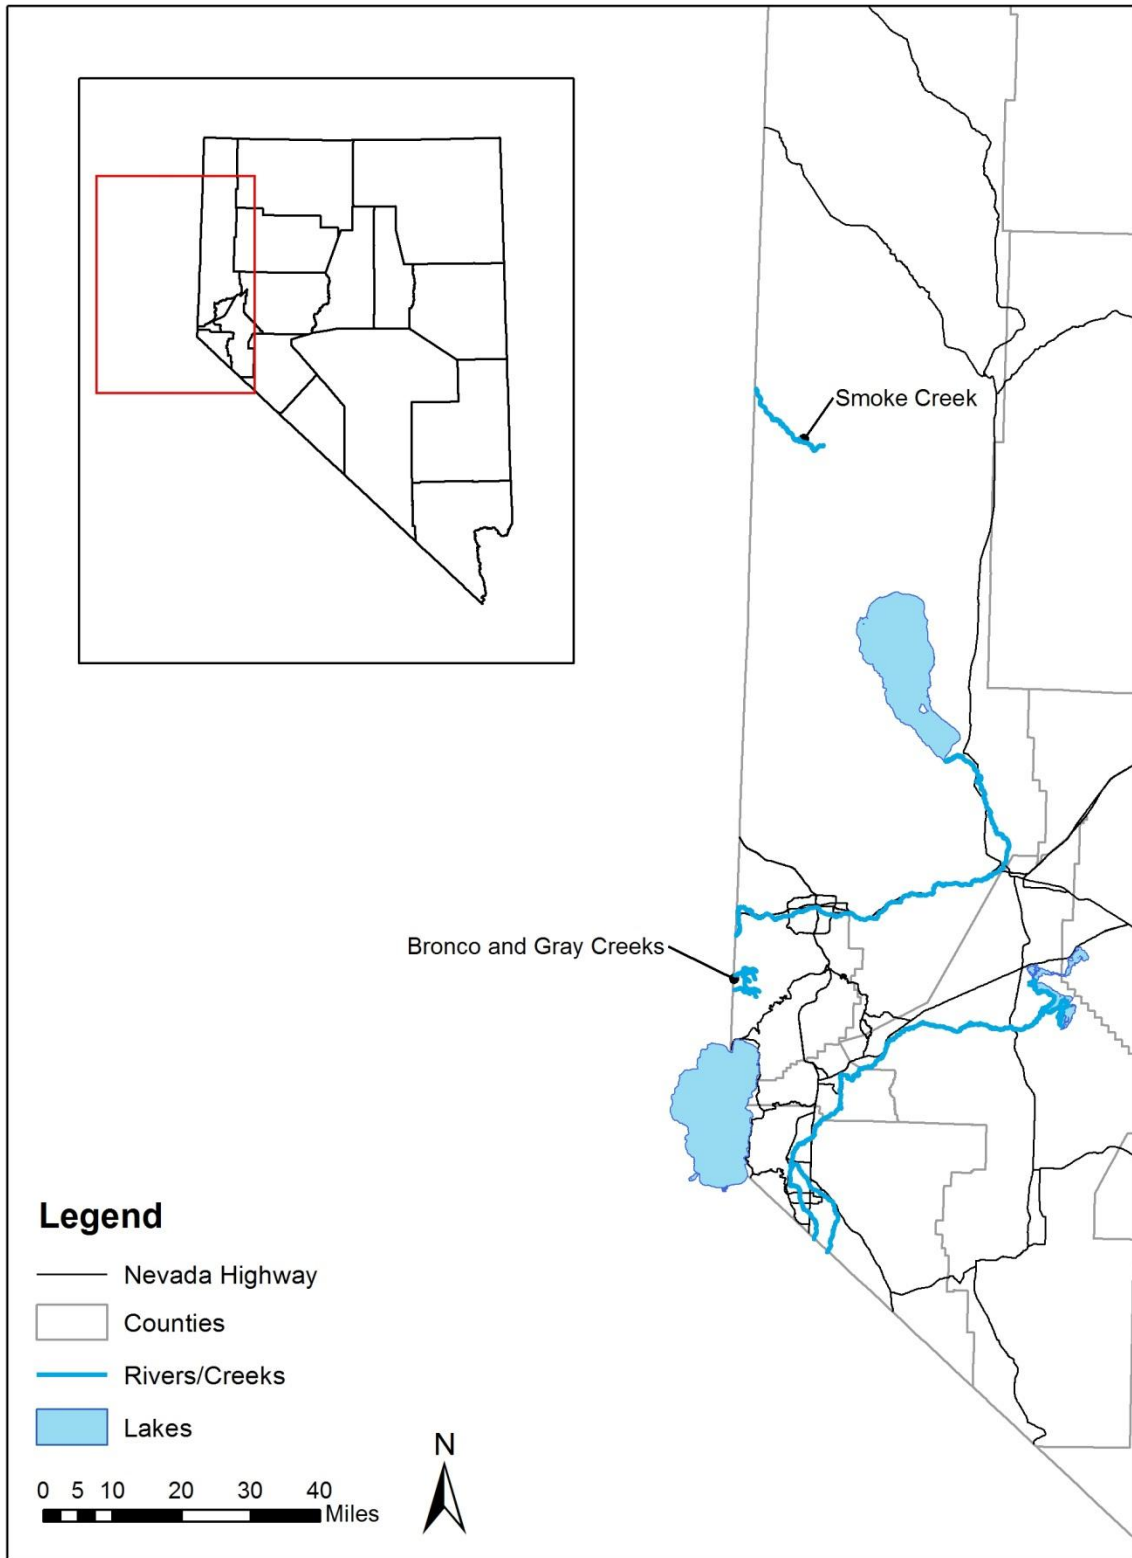 Smoke Creek
Bronco and Gray Creeks
Legend
Nevada Highway
Counties
Rivers/Creeks
Lakes
N
0 5 10 20 30 40
Miles